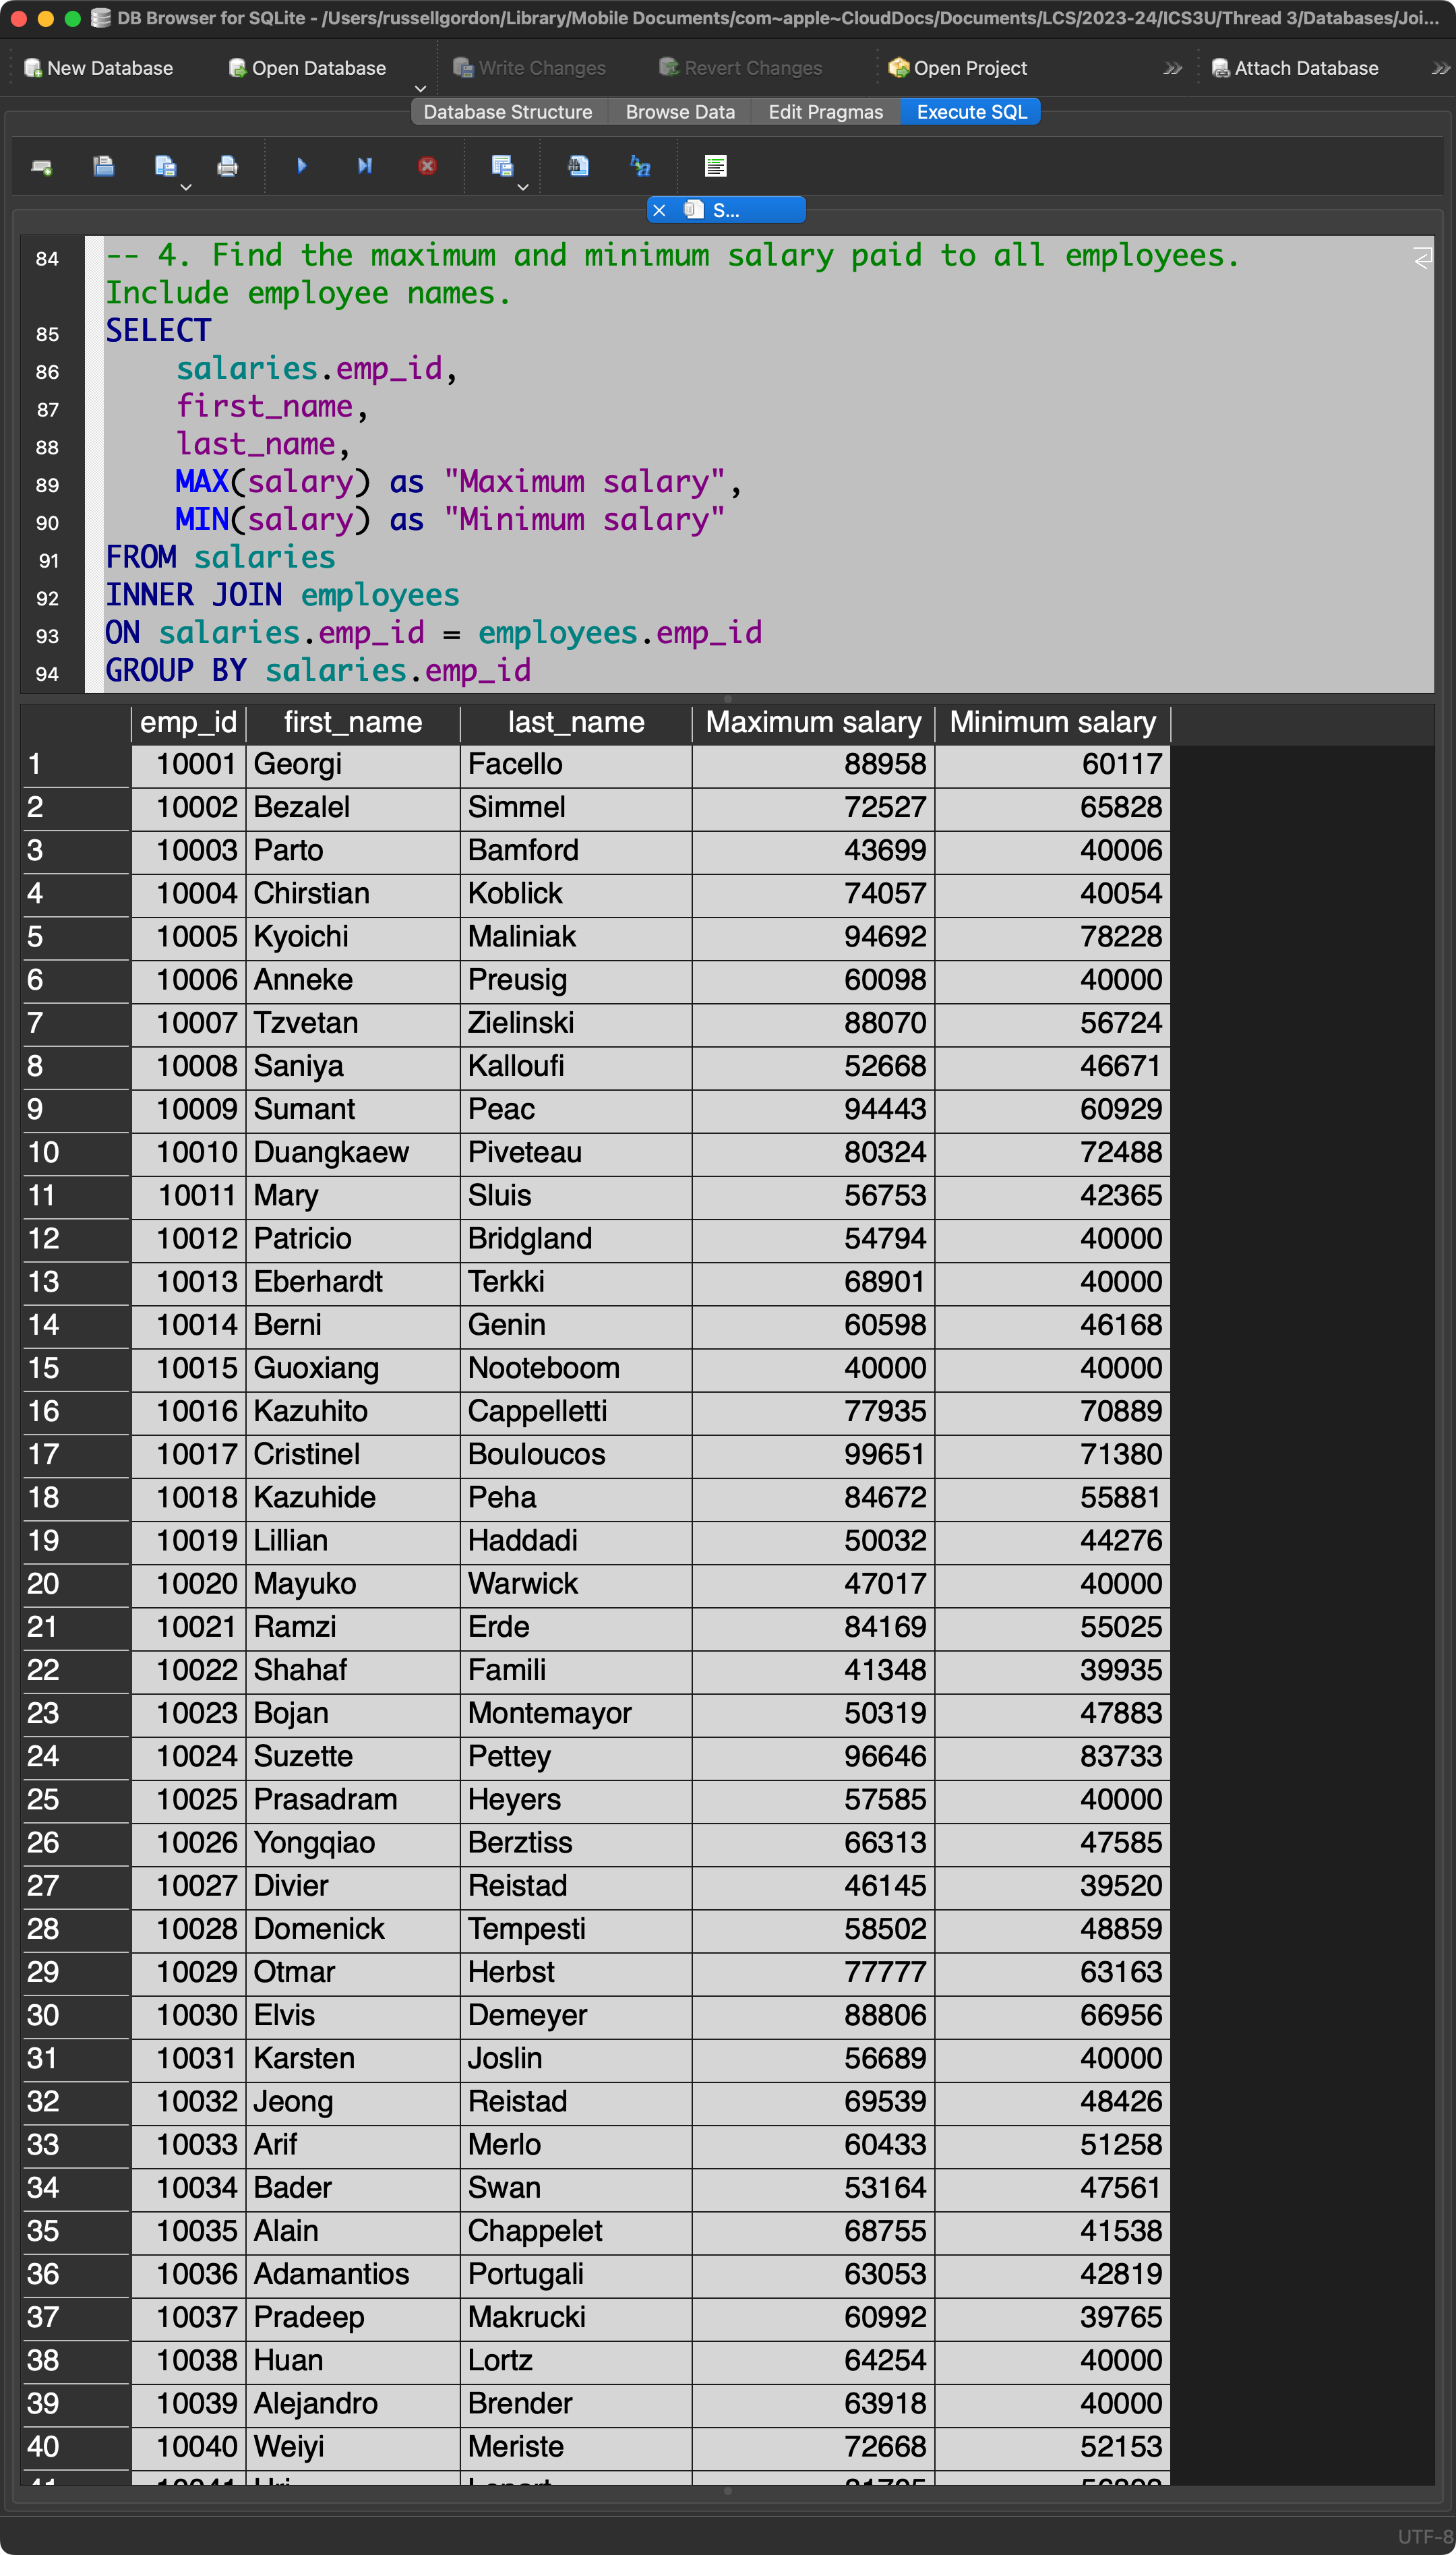 DB Browser for SQLite - /Users/russellgordon/Library/Mobile Documents/com~apple~CloudDocs/Documents/LCS/2023-24/ICS3U/Thread 3/Databases/Joi...
New Database Open Database Write Changes Revert Changes Open Project Attach Database
Database Structure Browse Data Edit Pragmas Execute SQL
S...
84 -- 4. Find the maximum and minimum salary paid to all employees.
Include employee names.
85 SELECT
86 salaries.emp_id,
87 first_name,
88 last_name,
89 MAX(salary) as "Maximum salary",
90 MIN(salary) as "Minimum salary"
91 FROM salaries
92 INNER JOIN employees
93 ON salaries.emp_id = employees.emp_id
94 GROUP BY salaries.emp_id
emp_id first_name last_name Maximum salary Minimum salary
1 10001 Georgi Facello 88958 60117
2 10002 Bezalel Simmel 72527 65828
3 10003 Parto Bamford 43699 40006
4 10004 Chirstian Koblick 74057 40054
5 10005 Kyoichi Maliniak 94692 78228
6 10006 Anneke Preusig 60098 40000
7 10007 Tzvetan Zielinski 88070 56724
8 10008 Saniya Kalloufi 52668 46671
9 10009 Sumant Peac 94443 60929
10 10010 Duangkaew Piveteau 80324 72488
11 10011 Mary Sluis 56753 42365
12 10012 Patricio Bridgland 54794 40000
13 10013 Eberhardt Terkki 68901 40000
14 10014 Berni Genin 60598 46168
15 10015 Guoxiang Nooteboom 40000 40000
16 10016 Kazuhito Cappelletti 77935 70889
17 10017 Cristinel Bouloucos 99651 71380
18 10018 Kazuhide Peha 84672 55881
19 10019 Lillian Haddadi 50032 44276
20 10020 Mayuko Warwick 47017 40000
21 10021 Ramzi Erde 84169 55025
22 10022 Shahaf Famili 41348 39935
23 10023 Bojan Montemayor 50319 47883
24 10024 Suzette Pettey 96646 83733
25 10025 Prasadram Heyers 57585 40000
26 10026 Yongqiao Berztiss 66313 47585
27 10027 Divier Reistad 46145 39520
28 10028 Domenick Tempesti 58502 48859
29 10029 Otmar Herbst 77777 63163
30 10030 Elvis Demeyer 88806 66956
31 10031 Karsten Joslin 56689 40000
32 10032 Jeong Reistad 69539 48426
33 10033 Arif Merlo 60433 51258
34 10034 Bader Swan 53164 47561
35 10035 Alain Chappelet 68755 41538
36 10036 Adamantios Portugali 63053 42819
37 10037 Pradeep Makrucki 60992 39765
38 10038 Huan Lortz 64254 40000
39 10039 Alejandro Brender 63918 40000
40 10040 Weiyi Meriste 72668 52153
41 10041
UTF-8